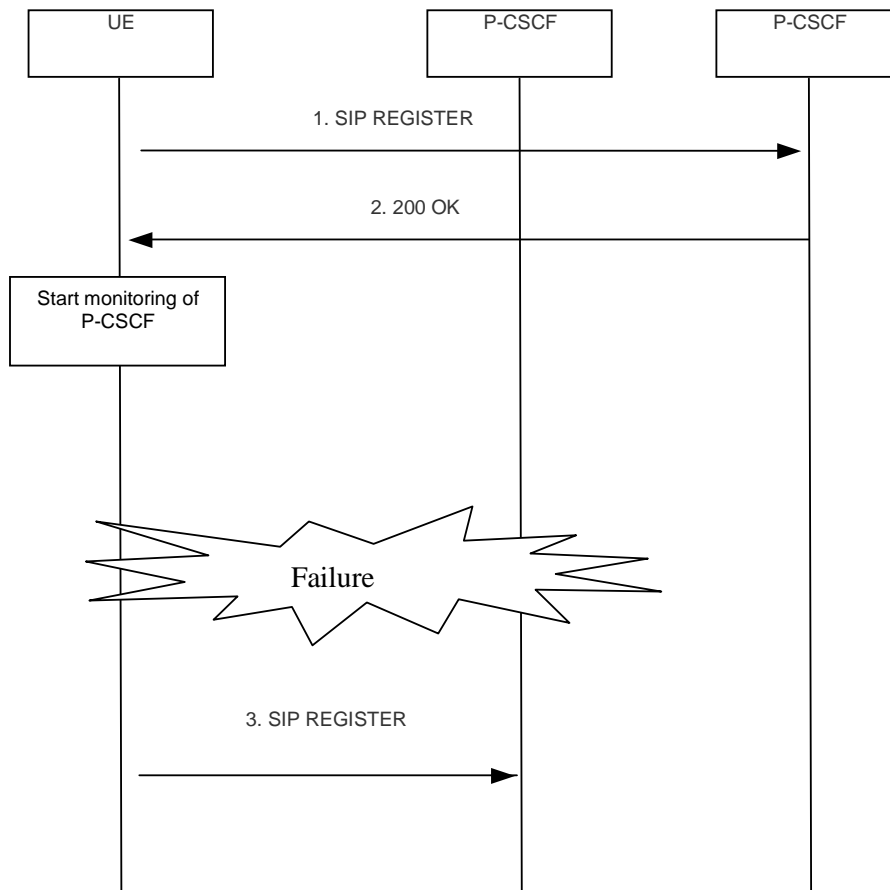 UE
P-CSCF
P-CSCF
1. SIP REGISTER
2. 200 OK
Start monitoring of
P-CSCF
Failure
3. SIP REGISTER